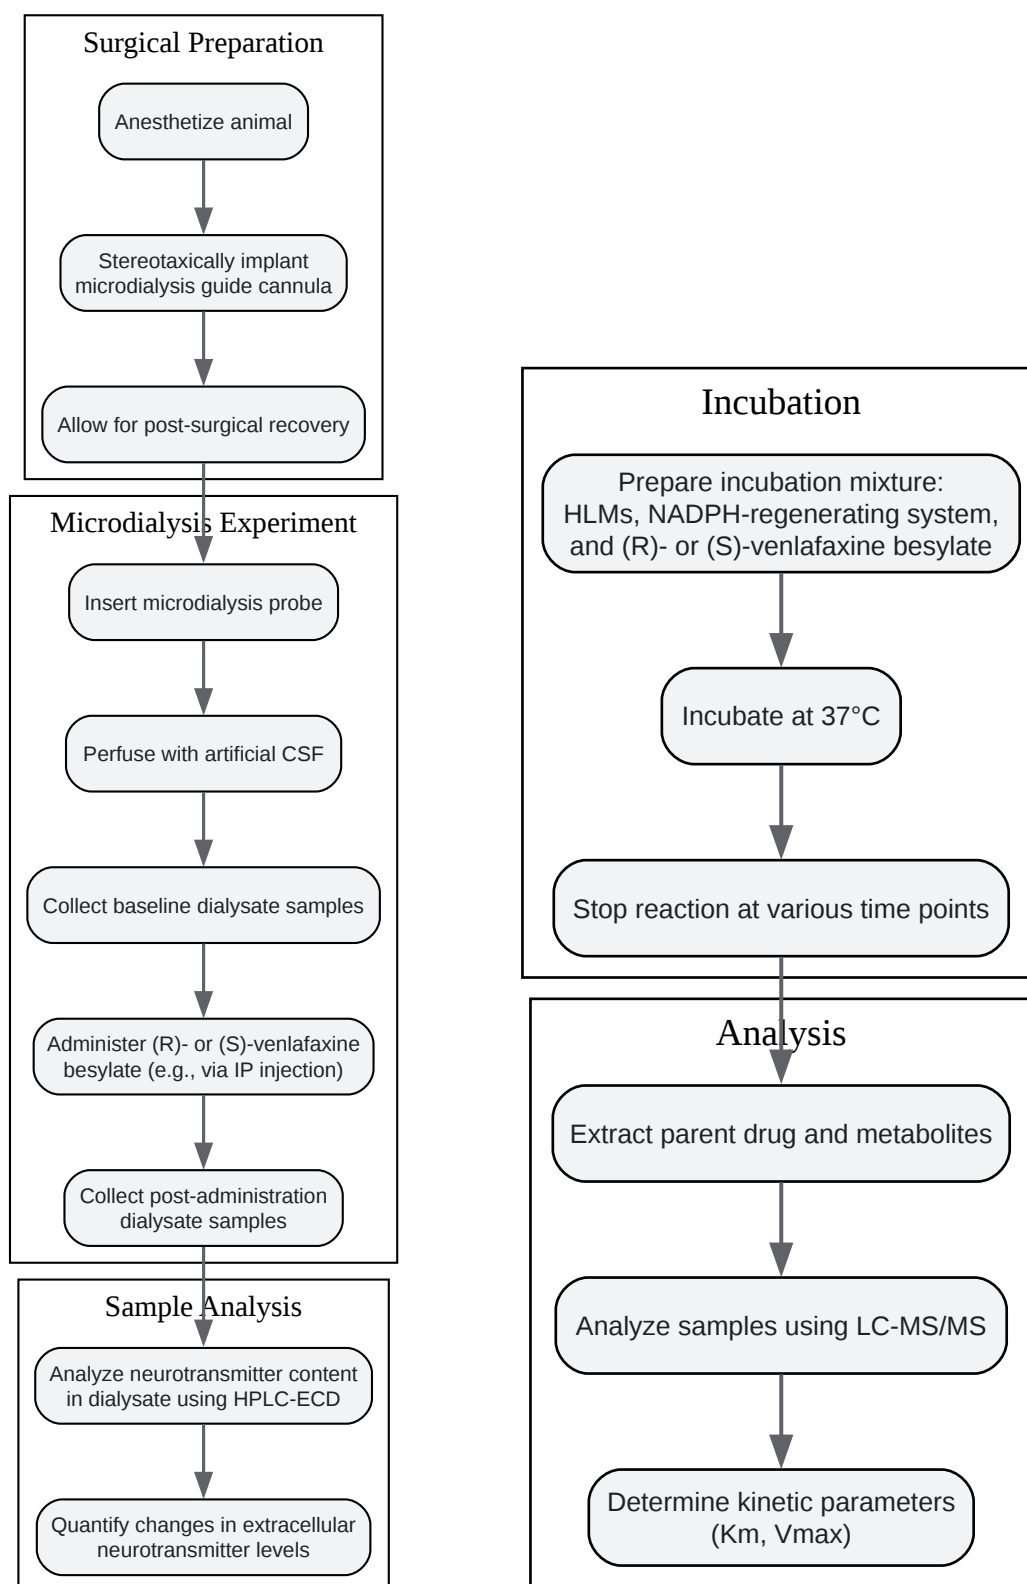 Surgical Preparation
Anesthetize animal
Stereotaxically implant
microdialysis guide cannula
Allow for post-surgical recovery
Microdialysis Experiment
Insert microdialysis probe
Perfuse with artificial CSF
Collect baseline dialysate samples
Administer (R)- or (S)-venlafaxine
besylate (e.g., via IP injection)
Collect post-administration
dialysate samples
Sample Analysis
Analyze neurotransmitter content
in dialysate using HPLC-ECD
Quantify changes in extracellular
neurotransmitter levels
Incubation
Prepare incubation mixture:
HLMs, NADPH-regenerating system,
and (R)- or (S)-venlafaxine besylate
Incubate at 37°C
Stop reaction at various time points
Analysis
Extract parent drug and metabolites
Analyze samples using LC-MS/MS
Determine kinetic parameters
(Km, Vmax)